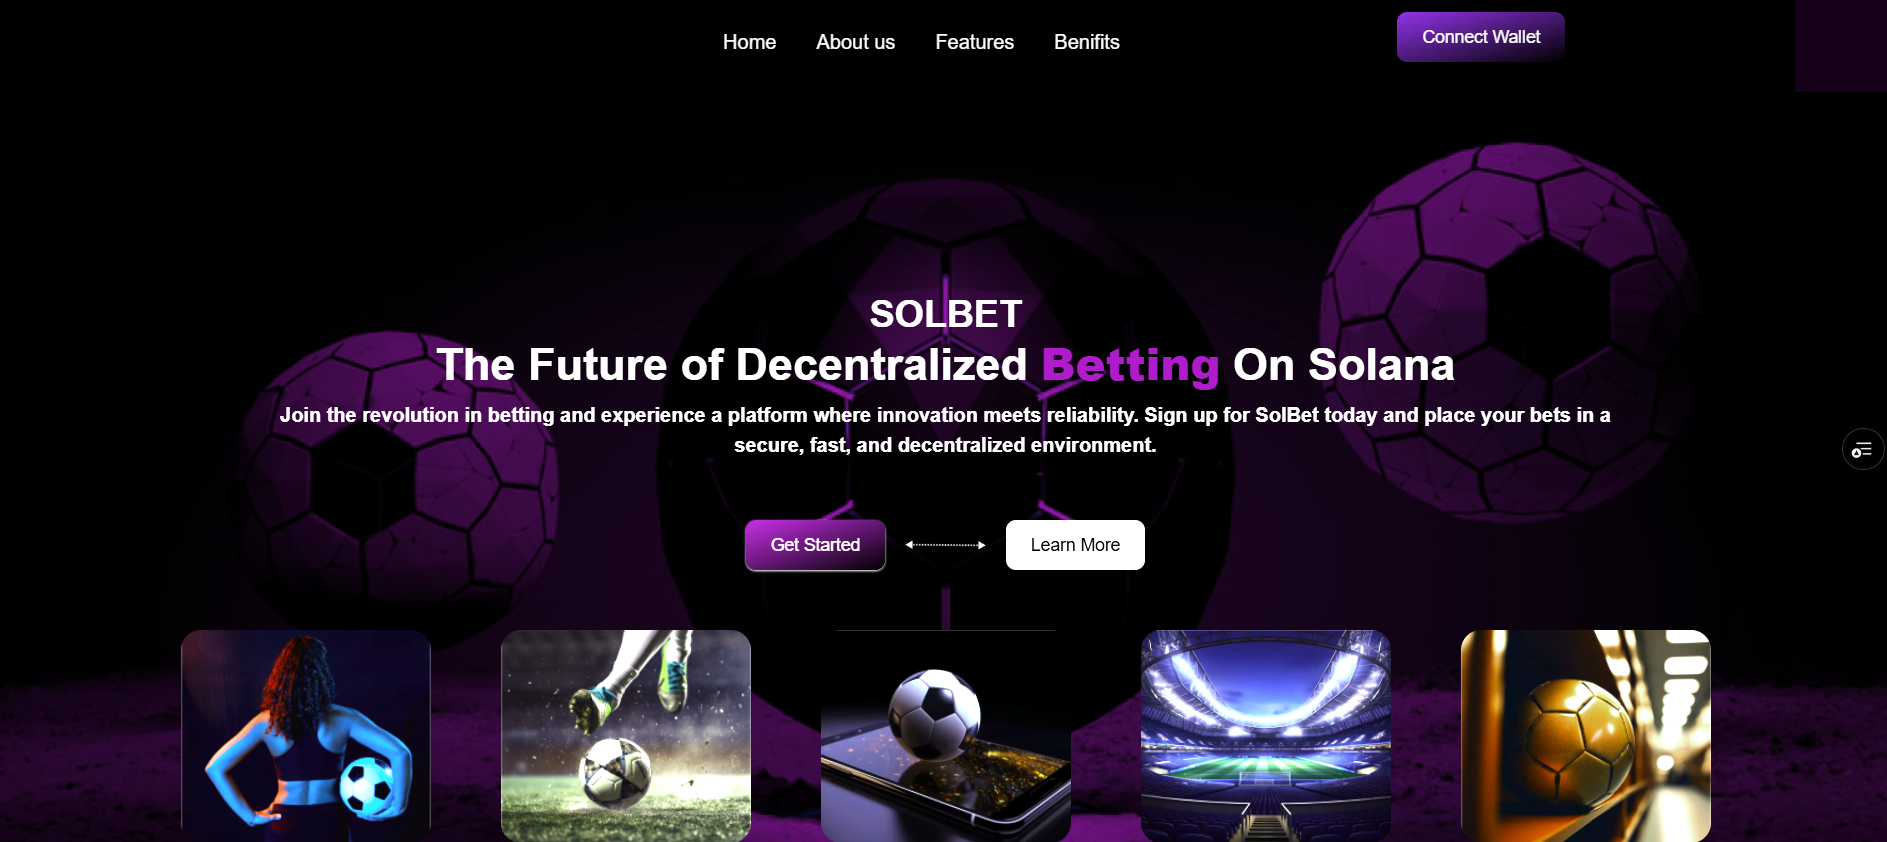 Home About us Features Benifits Connect Wallet
SOLBET
The Future of Decentralized Betting On Solana
Join the revolution in betting and experience a platform where innovation meets reliability. Sign up for SolBet today and place your bets in a
secure, fast, and decentralized environment.
Get Started Learn More